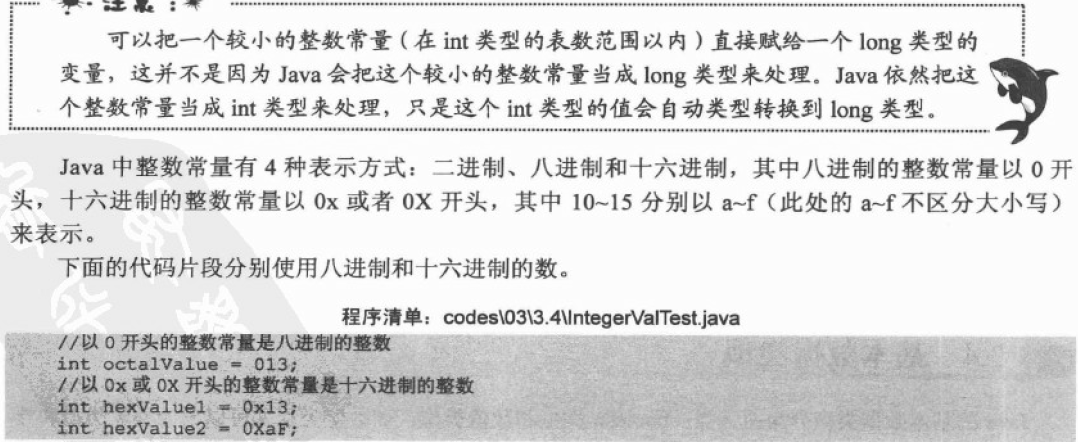 注意：
可以把一个较小的整数常量（在 int 类型的表数范围以内）直接赋给一个 long 类型的
变量，这并不是因为 Java 会把这个较小的整数常量当成 long 类型来处理。Java 依然把这
个整数常量当成 int 类型来处理，只是这个 int 类型的值会自动类型转换到 long 类型。
Java 中整数常量有 4 种表示方式：二进制、八进制和十六进制，其中八进制的整数常量以 0 开
头，十六进制的整数常量以 0x 或者 0X 开头，其中 10~15 分别以 a~f（此处的 a~f 不区分大小写）
来表示。
下面的代码片段分别使用八进制和十六进制的数。
程序清单：codes\03\3.4\IntegerValTest.java
//以 0 开头的整数常量是八进制的整数
int octalValue = 013;
//以 0x 或 0X 开头的整数常量是十六进制的整数
int hexValue1 = 0x13;
int hexValue2 = 0XaF;